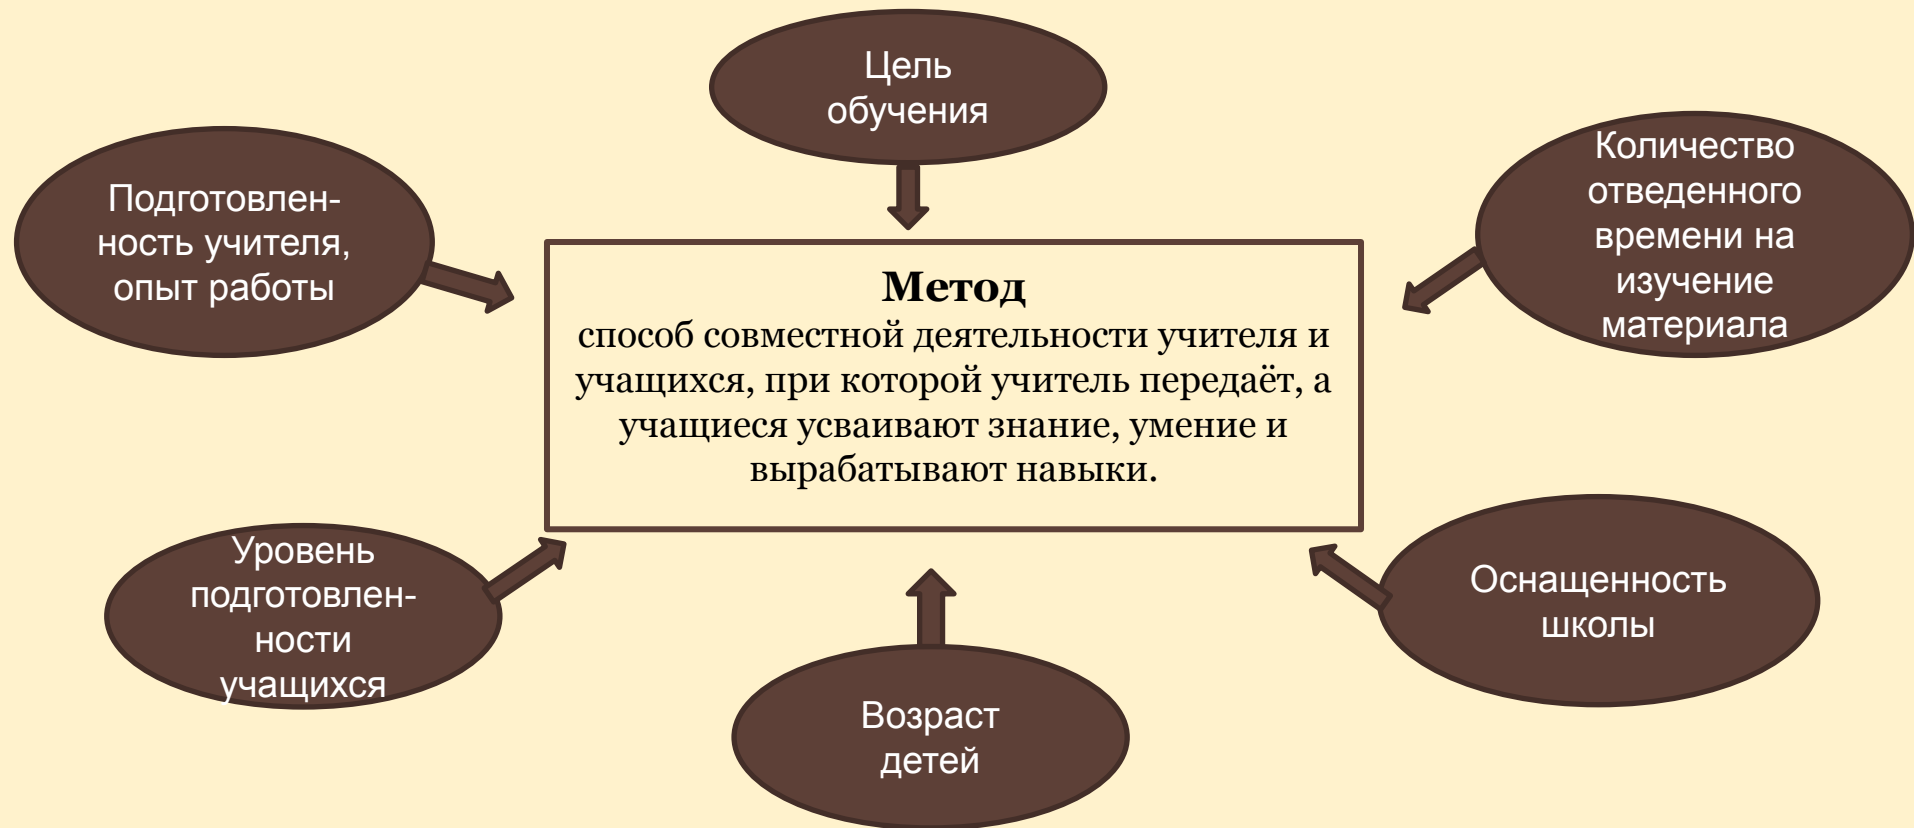 Цель
обучения
Подготовлен-
ность учителя,
опыт работы
Количество
отведенного
времени на
изучение
материала
Метод
способ совместной деятельности учителя и
учащихся, при которой учитель передаёт, а
учащиеся усваивают знание, умение и
вырабатывают навыки.
Уровень
подготовлен-
ности
учащихся
Возраст
детей
Оснащенность
школы